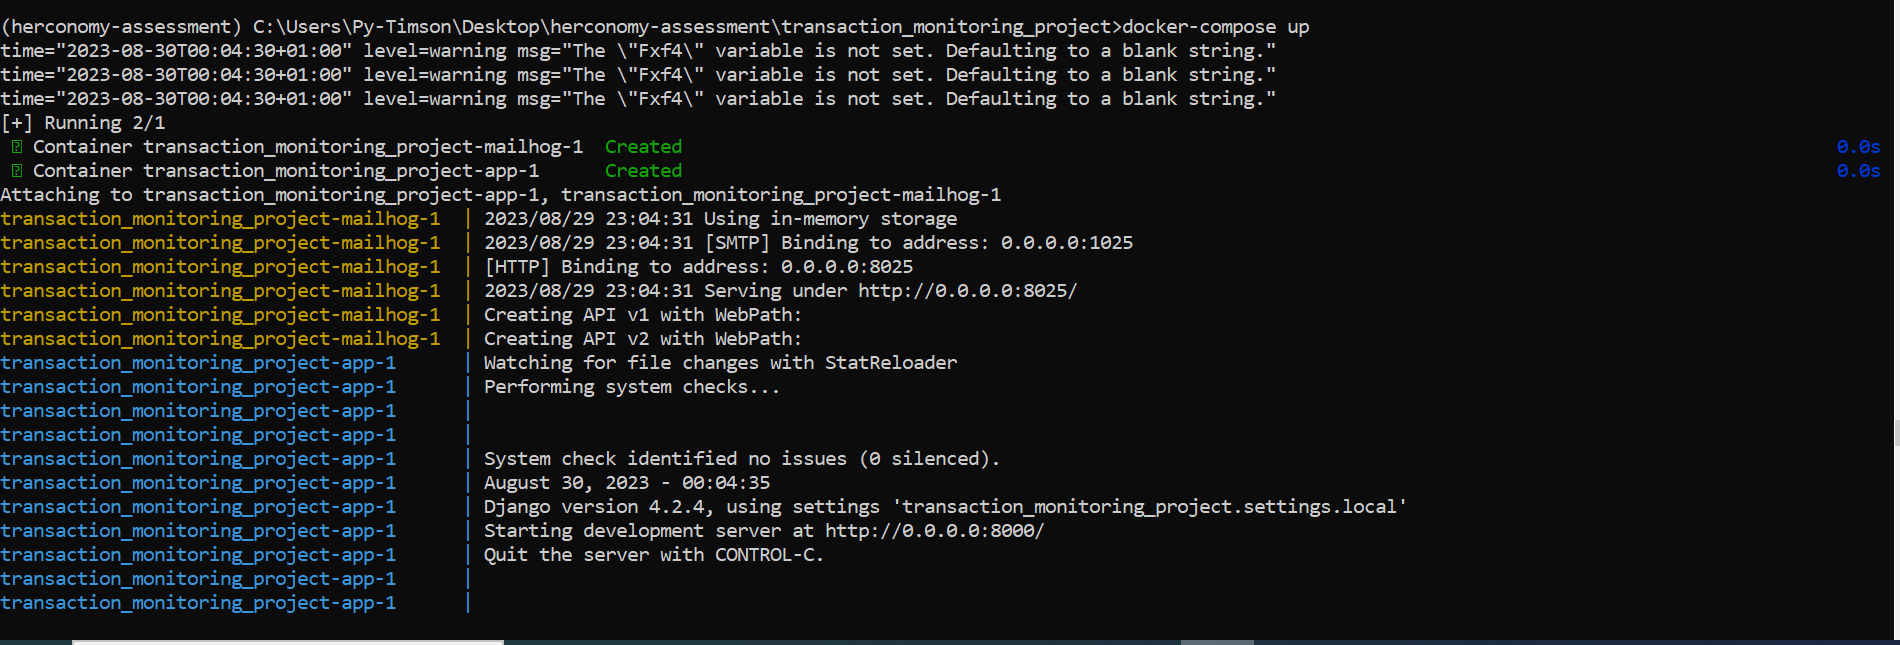 (herconomy-assessment) C:\Users\Py-Timson\Desktop\herconomy-assessment\transaction_monitoring_project>docker-compose up
time="2023-08-30T00:04:30+01:00" level=warning msg="The \"Fxf4\" variable is not set. Defaulting to a blank string."
time="2023-08-30T00:04:30+01:00" level=warning msg="The \"Fxf4\" variable is not set. Defaulting to a blank string."
time="2023-08-30T00:04:30+01:00" level=warning msg="The \"Fxf4\" variable is not set. Defaulting to a blank string."
[+] Running 2/1
 ⍰ Container transaction_monitoring_project-mailhog-1  Created 0.0s
 ⍰ Container transaction_monitoring_project-app-1      Created 0.0s
Attaching to transaction_monitoring_project-app-1, transaction_monitoring_project-mailhog-1
transaction_monitoring_project-mailhog-1  | 2023/08/29 23:04:31 Using in-memory storage
transaction_monitoring_project-mailhog-1  | 2023/08/29 23:04:31 [SMTP] Binding to address: 0.0.0.0:1025
transaction_monitoring_project-mailhog-1  | [HTTP] Binding to address: 0.0.0.0:8025
transaction_monitoring_project-mailhog-1  | 2023/08/29 23:04:31 Serving under http://0.0.0.0:8025/
transaction_monitoring_project-mailhog-1  | Creating API v1 with WebPath:
transaction_monitoring_project-mailhog-1  | Creating API v2 with WebPath:
transaction_monitoring_project-app-1      | Watching for file changes with StatReloader
transaction_monitoring_project-app-1      | Performing system checks...
transaction_monitoring_project-app-1      |
transaction_monitoring_project-app-1      |
transaction_monitoring_project-app-1      | System check identified no issues (0 silenced).
transaction_monitoring_project-app-1      | August 30, 2023 - 00:04:35
transaction_monitoring_project-app-1      | Django version 4.2.4, using settings 'transaction_monitoring_project.settings.local'
transaction_monitoring_project-app-1      | Starting development server at http://0.0.0.0:8000/
transaction_monitoring_project-app-1      | Quit the server with CONTROL-C.
transaction_monitoring_project-app-1      |
transaction_monitoring_project-app-1      |